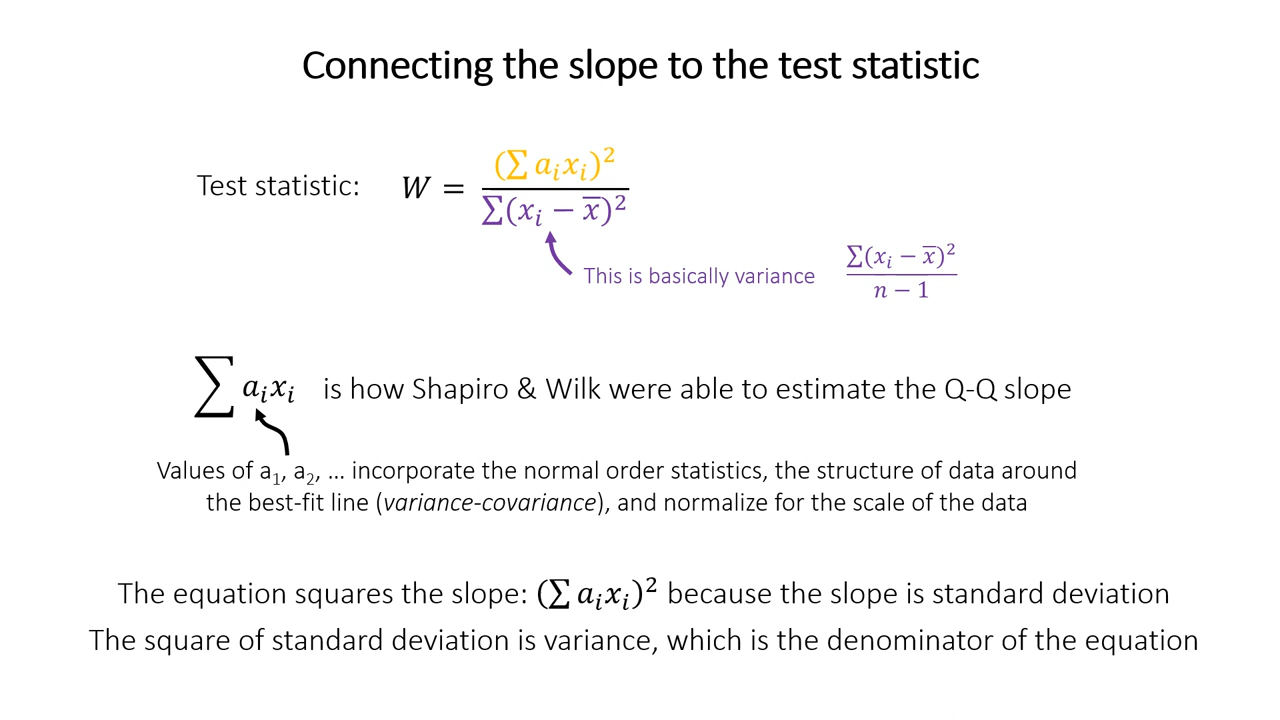 Connecting the slope to the test statistic
Test statistic: W = (∑ aᵢxᵢ)² / ∑(xᵢ − x̅)²
This is basically variance ∑(xᵢ − x̅)² / n − 1
∑ aᵢxᵢ is how Shapiro & Wilk were able to estimate the Q-Q slope
Values of a₁, a₂, … incorporate the normal order statistics, the structure of data around
the best-fit line (variance-covariance), and normalize for the scale of the data
The equation squares the slope: (∑ aᵢxᵢ)² because the slope is standard deviation
The square of standard deviation is variance, which is the denominator of the equation